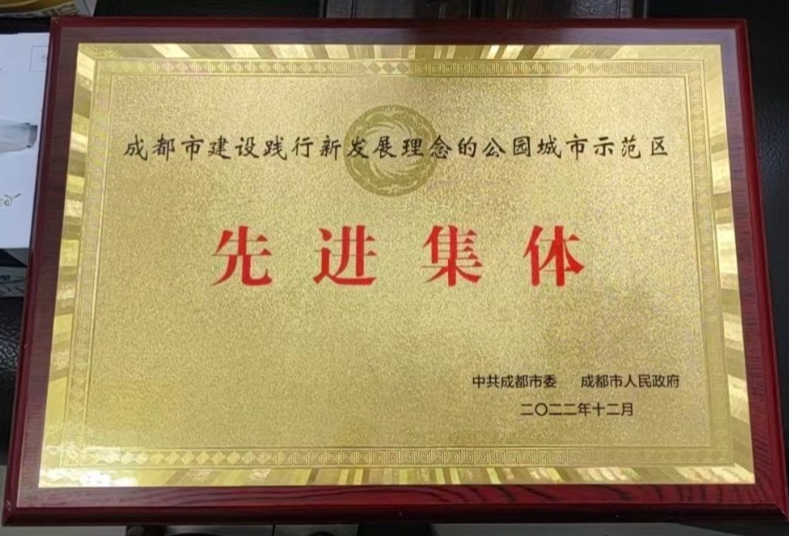 成都市建设践行新发展理念的公园城市示范区
先进集体
中共成都市委 成都市人民政府
二〇二二年十二月